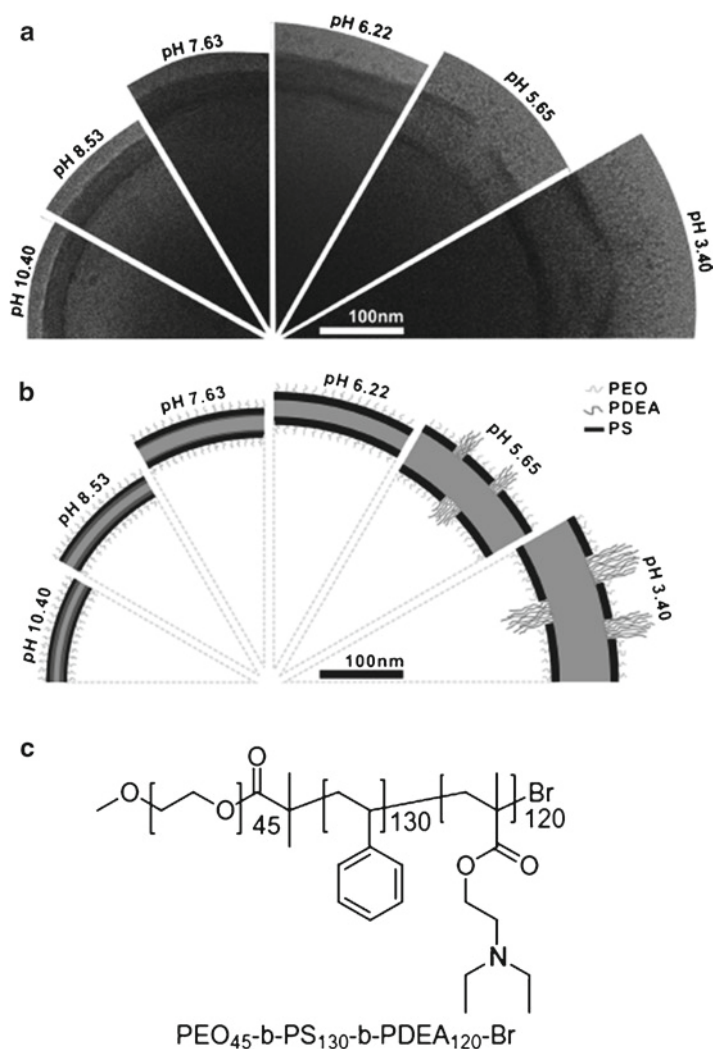 a
pH 10.40
pH 8.53
pH 7.63
pH 6.22
pH 5.65
pH 3.40
100nm
b
pH 10.40
pH 8.53
pH 7.63
pH 6.22
pH 5.65
pH 3.40
PEO
PDEA
PS
100nm
c
O
O
O
45
130
Br
120
O
O
N
PEO₄₅-b-PS₁₃₀-b-PDEA₁₂₀-Br